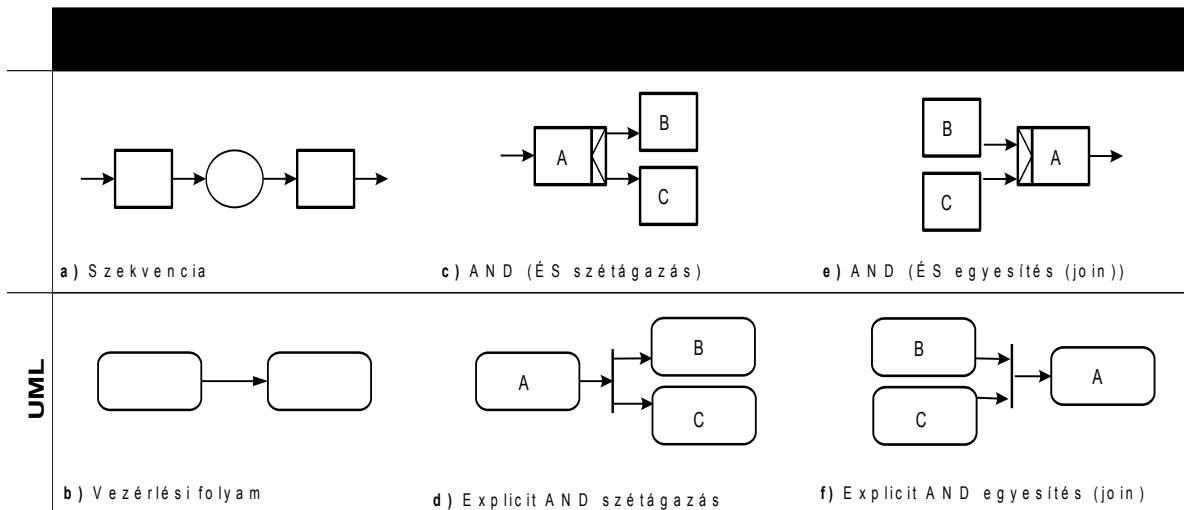 B
A
C
B
A
C
a) Szekvencia
c) AND (ÉS szétágazás)
e) AND (ÉS egyesítés (join))
UML
B
A
C
B
A
C
b) Vezérlési folyam
d) Explicit AND szétágazás
f) Explicit AND egyesítés (join)